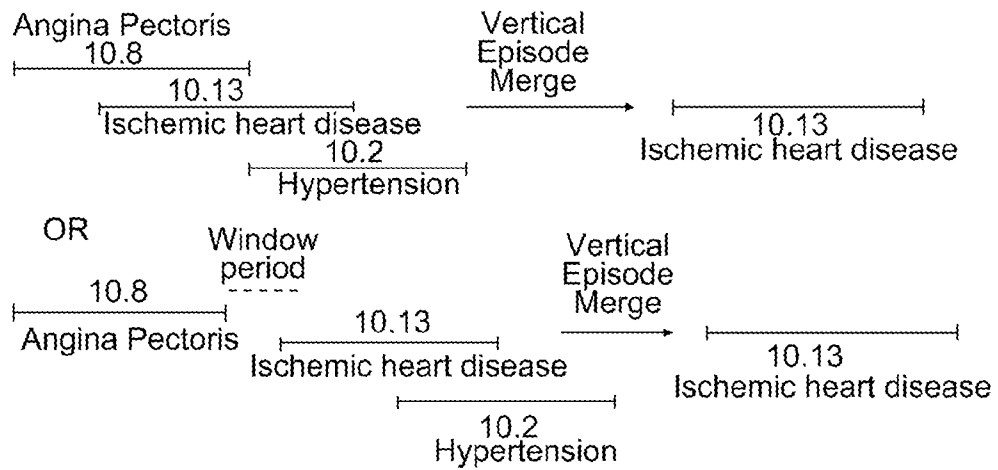 Angina Pectoris
10.8
10.13
Ischemic heart disease
10.2
Hypertension
Vertical
Episode
Merge
10.13
Ischemic heart disease
OR
Window
period
10.8
Angina Pectoris
10.13
Ischemic heart disease
10.2
Hypertension
Vertical
Episode
Merge
10.13
Ischemic heart disease